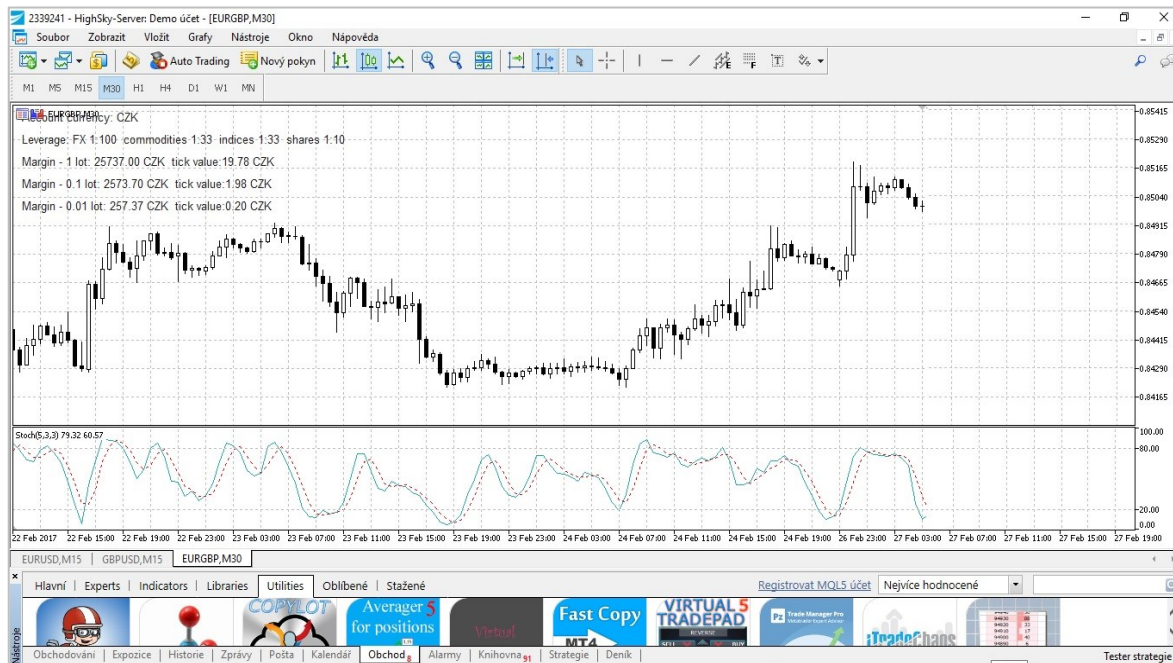 2339241 - HighSky-Server: Demo účet - [EURGBP,M30]
Soubor Zobrazit Vložit Grafy Nástroje Okno Nápověda
Auto Trading Nový pokyn
M1 M5 M15 M30 H1 H4 D1 W1 MN
EURGBP,M30
Account currency: CZK
Leverage: FX 1:100 commodities 1:33 indices 1:33 shares 1:10
Margin - 1 lot: 25737.00 CZK tick value:19.78 CZK
Margin - 0.1 lot: 2573.70 CZK tick value:1.98 CZK
Margin - 0.01 lot: 257.37 CZK tick value:0.20 CZK
0.85415
0.85290
0.85165
0.85040
0.84915
0.84790
0.84665
0.84540
0.84415
0.84290
0.84165
Stoch(5,3,3) 79.32 60.57
100.00
80.00
20.00
0.00
22 Feb 2017 22 Feb 15:00 22 Feb 19:00 22 Feb 23:00 23 Feb 03:00 23 Feb 07:00 23 Feb 11:00 23 Feb 15:00 23 Feb 19:00 23 Feb 23:00 24 Feb 03:00 24 Feb 07:00 24 Feb 11:00 24 Feb 15:00 24 Feb 19:00 26 Feb 23:00 27 Feb 03:00 27 Feb 07:00 27 Feb 11:00 27 Feb 15:00 27 Feb 19:00
EURUSD,M15 | GBPUSD,M15 | EURGBP,M30
Hlavní | Experts | Indicators | Libraries | Utilities | Oblíbené | Stažené Registrovat MQL5 účet Nejvíce hodnocené
COPYLOT
Averager 5
for positions
Virtual
Fast Copy
MT4
VIRTUAL 5
TRADEPAD
REVERSE
SELL BUY
Pz Trade Manager Pro
iTradeChaps
Nástroje
Obchodování | Expozice | Historie | Zprávy | Pošta | Kalendář | Obchod 8 | Alarmy | Knihovna 91 | Strategie | Deník |
Tester strategie